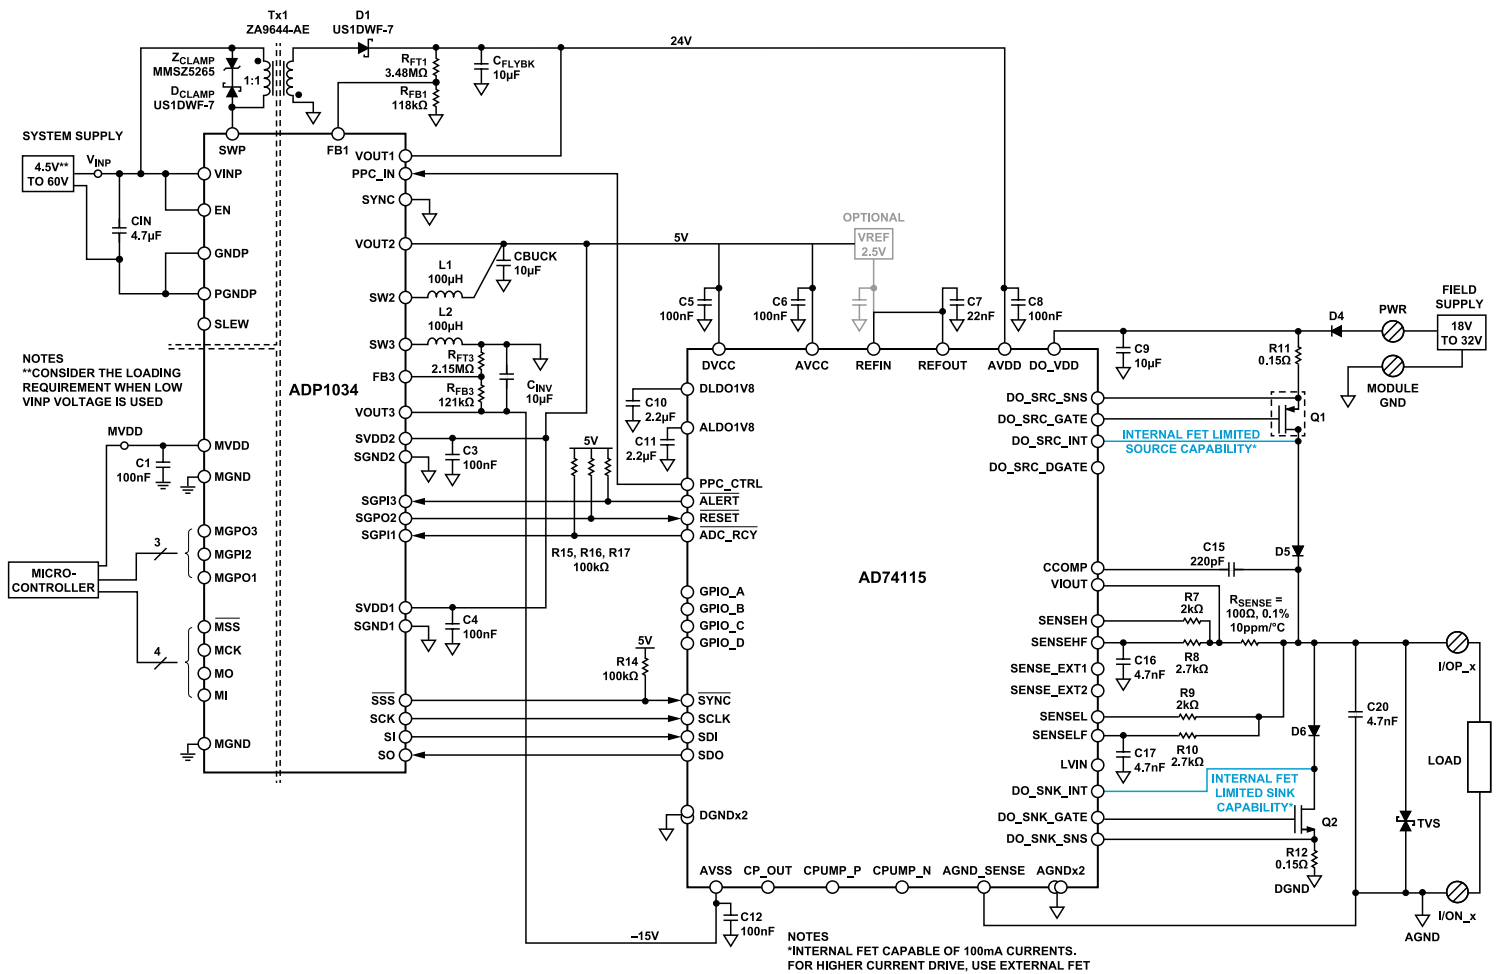 Tx1
ZA9644-AE
D1
US1DWF-7
ZCLAMP
MMSZ5265
DCLAMP
US1DWF-7
1:1
RFT1
3.48MΩ
RFB1
118kΩ
CFLYBK
10µF
24V
SYSTEM SUPPLY
4.5V**
TO 60V
VINP
CIN
4.7µF
SWP
FB1
VINP
EN
GNDP
PGNDP
SLEW
VOUT1
PPC_IN
SYNC
VOUT2
SW2
SW3
FB3
VOUT3
SVDD2
SGND2
SGPI3
SGPO2
SGPI1
SVDD1
SGND1
SSS
SCK
SI
SO
ADP1034
NOTES
**CONSIDER THE LOADING
REQUIREMENT WHEN LOW
VINP VOLTAGE IS USED
MVDD
C1
100nF
MVDD
MGND
MGPO3
MGPI2
MGPO1
MSS
MCK
MO
MI
MGND
3
4
MICRO-
CONTROLLER
L1
100µH
CBUCK
10µF
L2
100µH
RFT3
2.15MΩ
RFB3
121kΩ
CINV
10µF
C3
100nF
C4
100nF
5V
5V
R15, R16, R17
100kΩ
5V
R14
100kΩ
–15V
OPTIONAL
VREF
2.5V
C5
100nF
C6
100nF
C7
22nF
C8
100nF
C9
10µF
C10
2.2µF
C11
2.2µF
C12
100nF
DVCC
AVCC
REFIN
REFOUT
AVDD
DO_VDD
DLDO1V8
ALDO1V8
PPC_CTRL
ALERT
RESET
ADC_RCY
GPIO_A
GPIO_B
GPIO_C
GPIO_D
SYNC
SCLK
SDI
SDO
DGNDx2
AD74115
AVSS
CP_OUT
CPUMP_P
CPUMP_N
AGND_SENSE
AGNDx2
DO_SRC_SNS
DO_SRC_GATE
DO_SRC_INT
DO_SRC_DGATE
CCOMP
VIOUT
SENSEH
SENSEHF
SENSE_EXT1
SENSE_EXT2
SENSEL
SENSELF
LVIN
DO_SNK_INT
DO_SNK_GATE
DO_SNK_SNS
D4
PWR
FIELD
SUPPLY
18V
TO 32V
MODULE
GND
R11
0.15Ω
Q1
INTERNAL FET LIMITED
SOURCE CAPABILITY*
C15
220pF
D5
R7
2kΩ
RSENSE =
100Ω, 0.1%
10ppm/°C
C16
4.7nF
R8
2.7kΩ
R9
2kΩ
C17
4.7nF
R10
2.7kΩ
D6
C20
4.7nF
INTERNAL FET
LIMITED SINK
CAPABILITY*
Q2
R12
0.15Ω
DGND
TVS
I/OP_x
LOAD
I/ON_x
AGND
NOTES
*INTERNAL FET CAPABLE OF 100mA CURRENTS.
FOR HIGHER CURRENT DRIVE, USE EXTERNAL FET